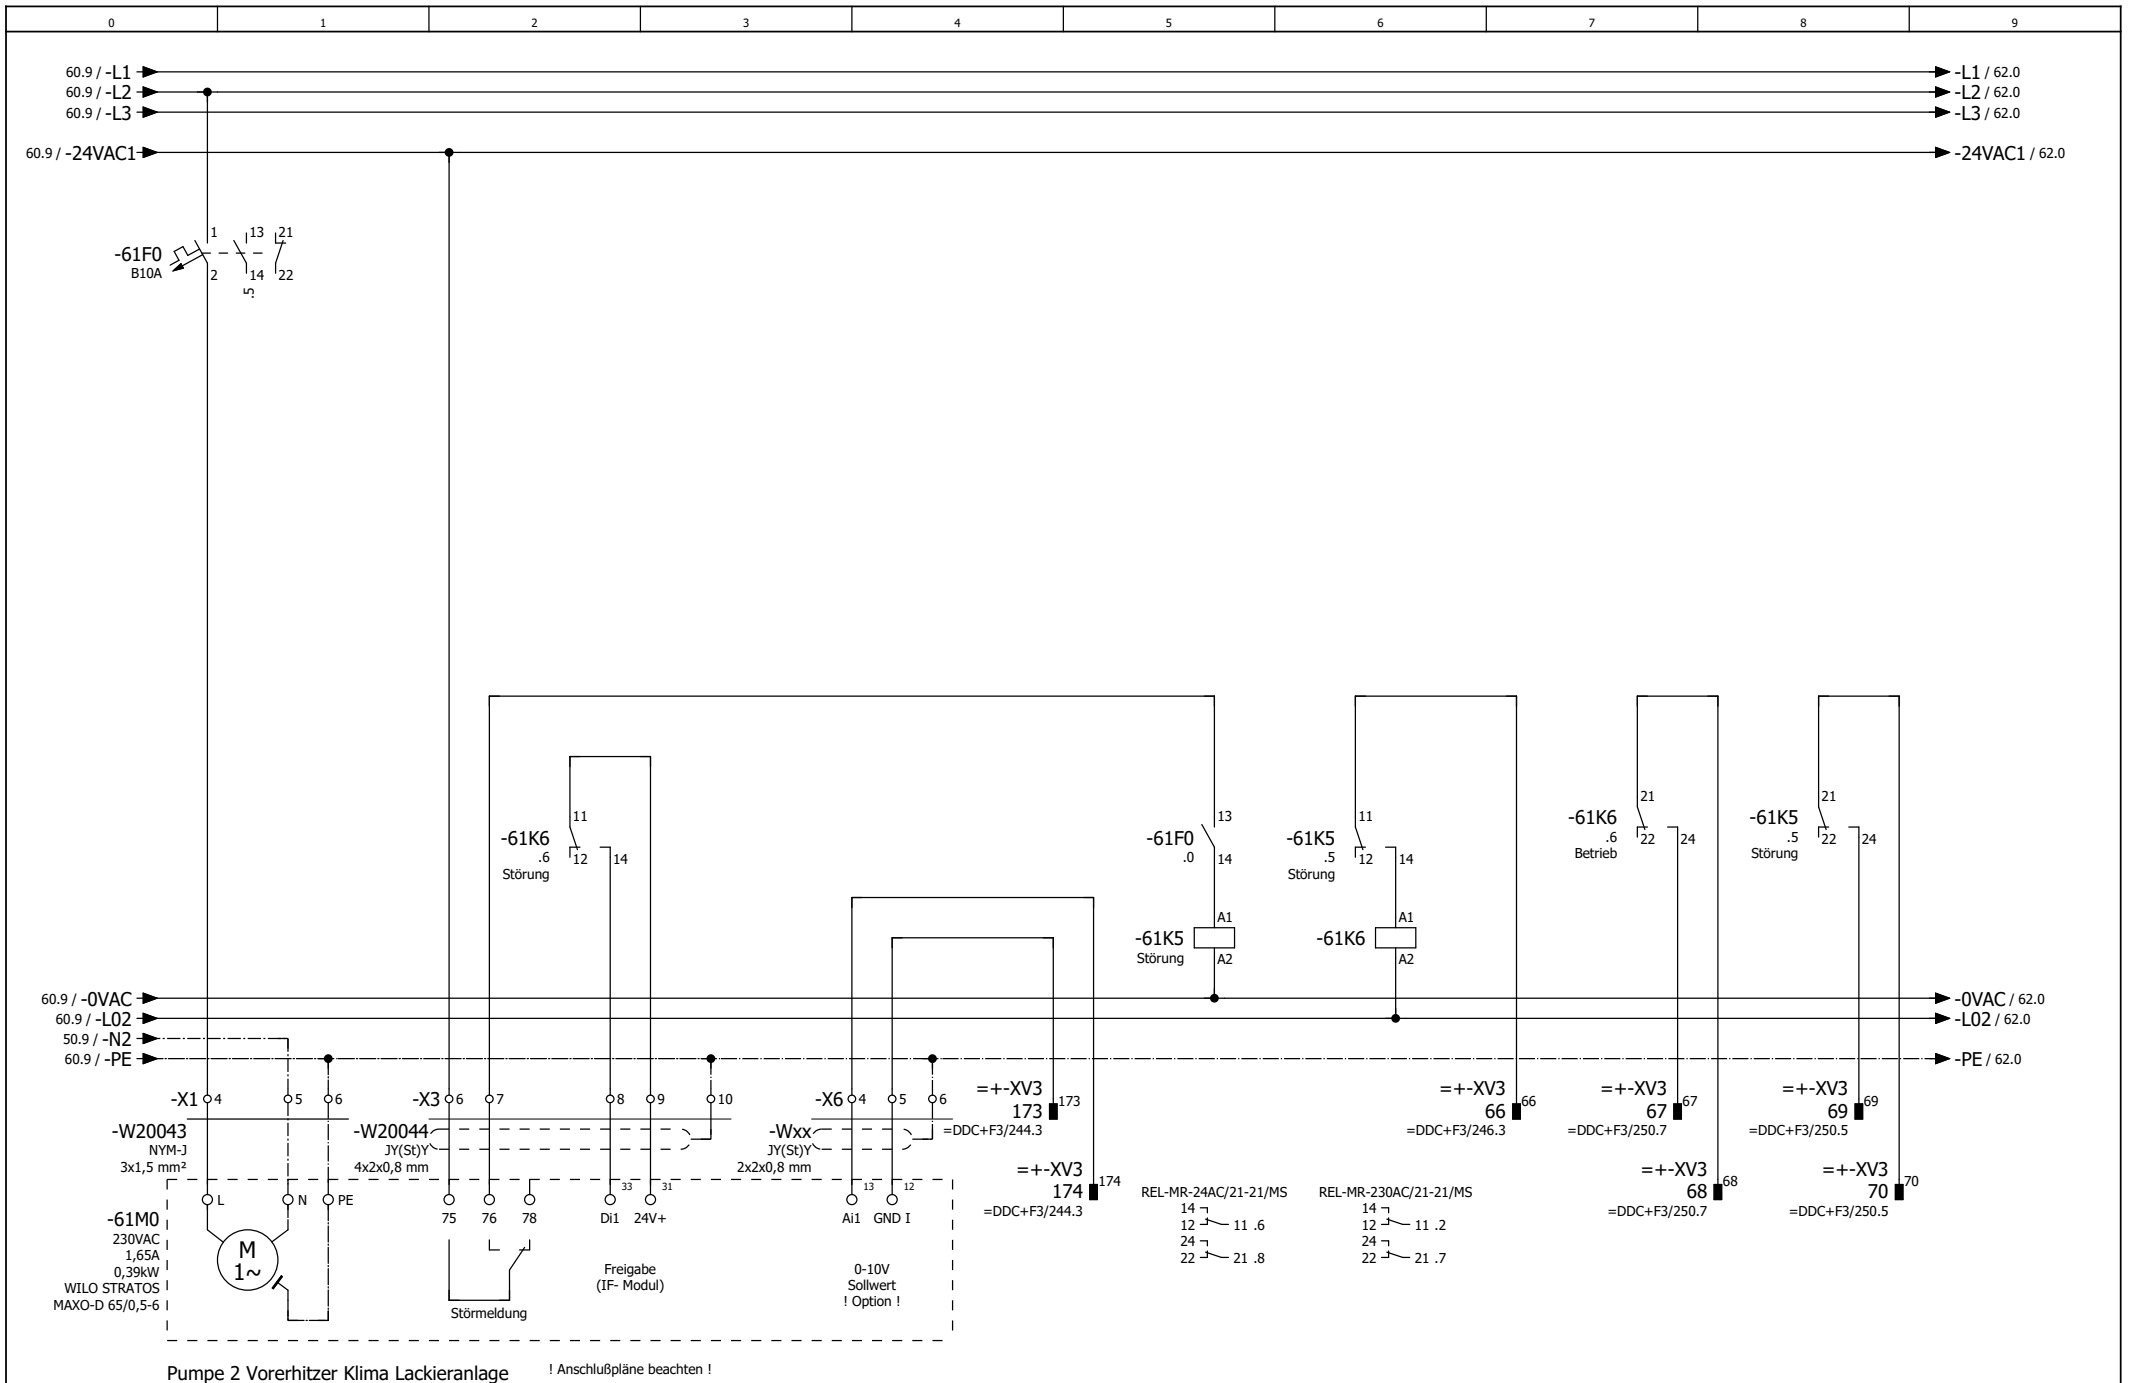 0 1 2 3 4 5 6 7 8 9
60.9 / -L1
-L1 / 62.0
60.9 / -L2
-L2 / 62.0
60.9 / -L3
-L3 / 62.0
60.9 / -24VAC1
-24VAC1 / 62.0
1 13 21
-61F0
B10A
2 14 22
.5
11
-61K6
.6
12 14
Störung
13
-61F0
.0
14
11
-61K5
.5
12 14
Störung
21
-61K6
.6
22 24
Betrieb
21
-61K5
.5
22 24
Störung
A1
-61K5
Störung
A2
A1
-61K6
A2
60.9 / -0VAC
-0VAC / 62.0
60.9 / -L02
-L02 / 62.0
50.9 / -N2
60.9 / -PE
-PE / 62.0
-X1 4 5 6
-X3 6 7 8 9 10
-X6 4 5 6
=+-XV3
173 173
=DDC+F3/244.3
=+-XV3
66 66
=DDC+F3/246.3
=+-XV3
67 67
=DDC+F3/250.7
=+-XV3
69 69
=DDC+F3/250.5
-W20043
NYM-J
3x1,5 mm²
-W20044
JY(St)Y
4x2x0,8 mm
-Wxx
JY(St)Y
2x2x0,8 mm
=+-XV3
174 174
=DDC+F3/244.3
=+-XV3
68 68
=DDC+F3/250.7
=+-XV3
70 70
=DDC+F3/250.5
L N PE
33 31
75 76 78 Di1 24V+
13 12
Ai1 GND I
-61M0
230VAC
1,65A
0,39kW
WILO STRATOS
MAXO-D 65/0,5-6
M
1~
Störmeldung
Freigabe
(IF- Modul)
0-10V
Sollwert
! Option !
REL-MR-24AC/21-21/MS
14
12 11 .6
24
22 21 .8
REL-MR-230AC/21-21/MS
14
12 11 .2
24
22 21 .7
Pumpe 2 Vorerhitzer Klima Lackieranlage
! Anschlußpläne beachten !